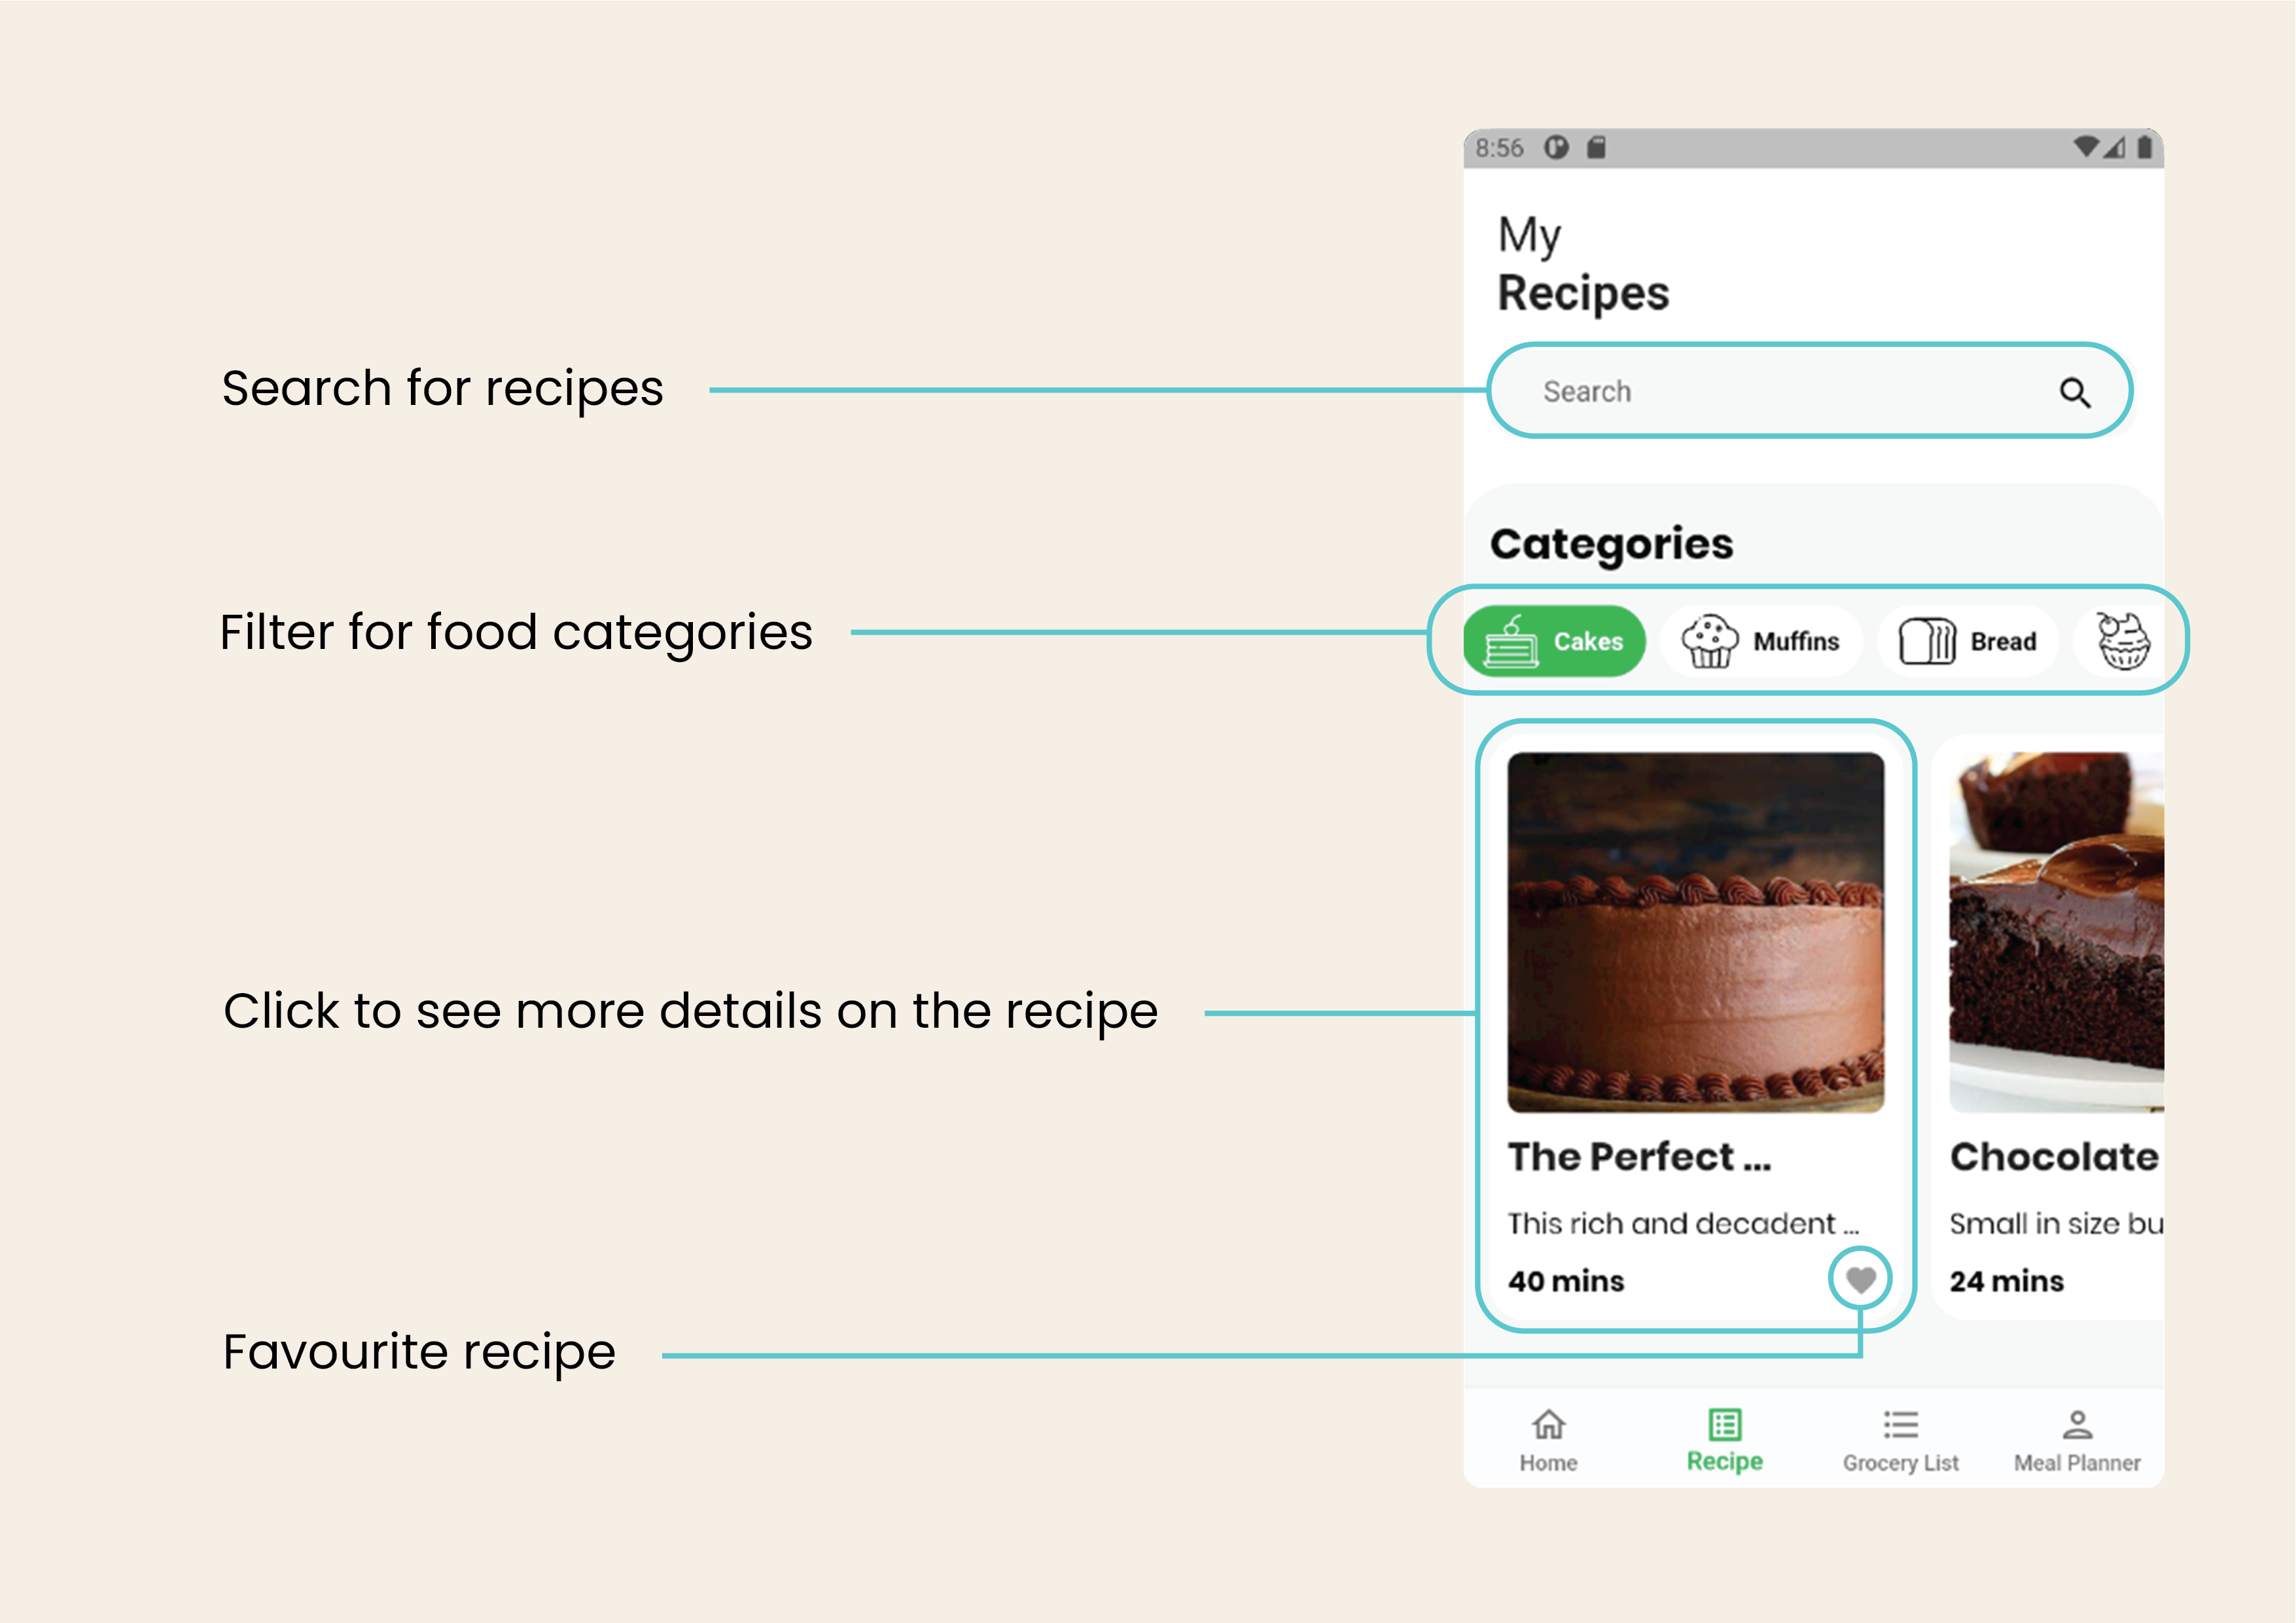 8:56
My
Recipes
Search for recipes
Search
Categories
Filter for food categories
Cakes
Muffins
Bread
Click to see more details on the recipe
The Perfect ...
Chocolate
This rich and decadent ...
Small in size bu
40 mins
24 mins
Favourite recipe
Home
Recipe
Grocery List
Meal Planner